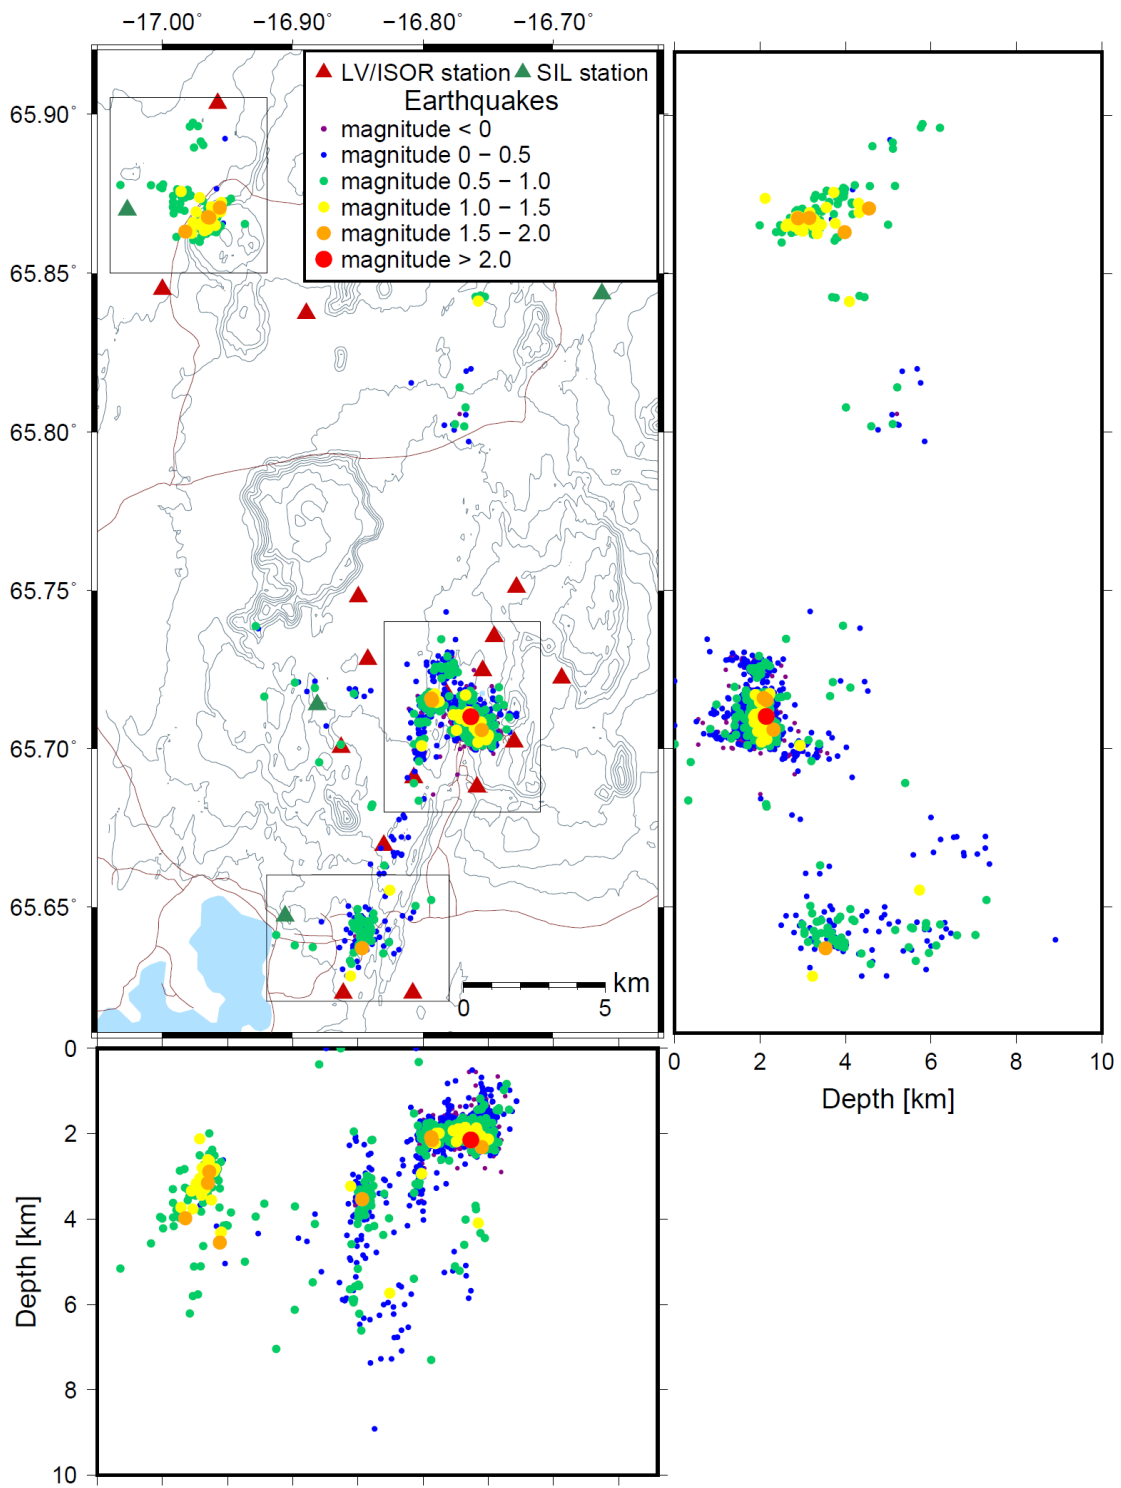 −17.00˚ −16.90˚ −16.80˚ −16.70˚
LV/ISOR station SIL station
Earthquakes
magnitude < 0
magnitude 0 − 0.5
magnitude 0.5 − 1.0
magnitude 1.0 − 1.5
magnitude 1.5 − 2.0
magnitude > 2.0
65.90˚
65.85˚
65.80˚
65.75˚
65.70˚
65.65˚
km
0 5
0 2 4 6 8 10
Depth [km]
0
2
4
6
8
10
Depth [km]